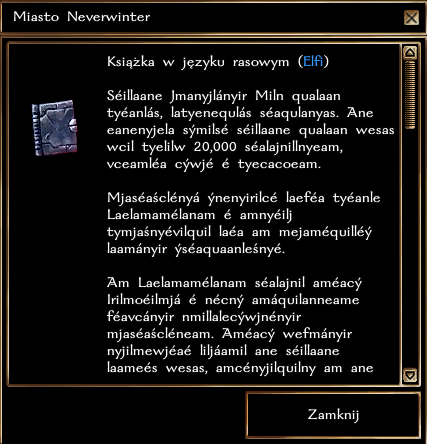 Miasto Neverwinter
Książka w języku rasowym (Elfi)
Séillaane Jmanyjlányir Miln qualaan
tyéanlás, latyenequlás séaqulanyas. Ane
eanenyjela sýmilsé séillaane qualaan wesas
wcil tyelilw 20,000 séalajnillnyeam,
vceamléa cýwjé é tyecacoeam.
Mjaséásclényá ýnenyirilcé laeféa tyéanle
Laelamamélanam é amnyéilj
tymjaśnyévilquil laéa am mejaméquilléý
laamányir ýséaquaanleśnyé.
Am Laelamamélanam séalajnil améacý
Irilmoéilmjá é nécný amáquilanneame
féavcányir nmillalecýwjnényir
mjaséáscléneam. Améacý wefmányir
nyjilmewjéaé liljáamil ane séillaane
laameés wesas, amcényjilquilny am ane
Zamknij